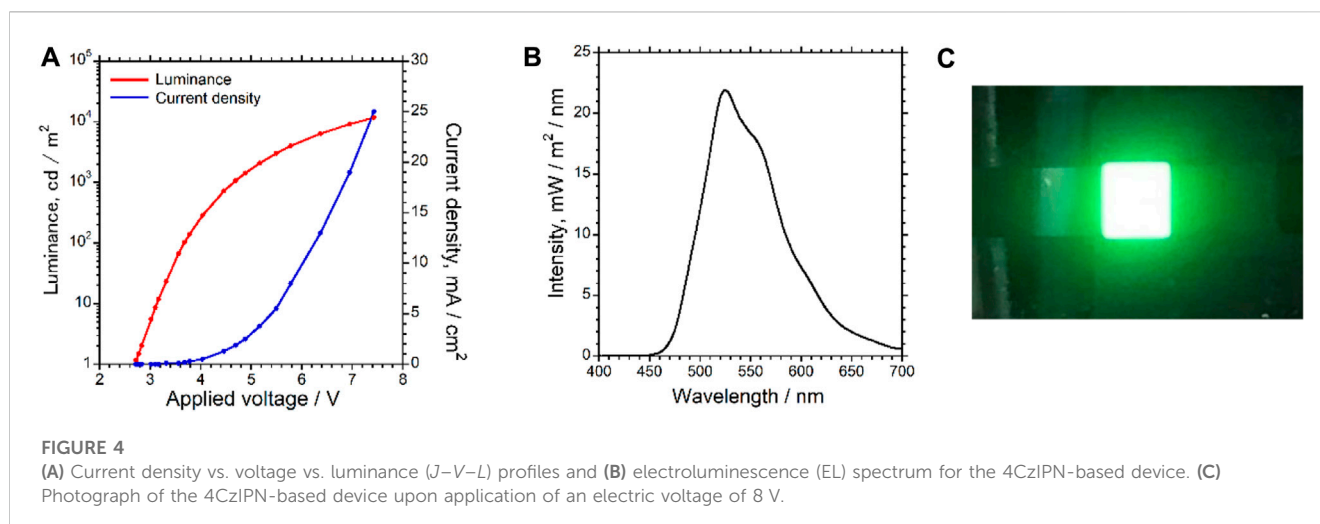 A
10⁵
10⁴
10³
10²
10
1
Luminance, cd / m²
Luminance
Current density
30
25
20
15
10
5
0
Current density, mA / cm²
2 3 4 5 6 7 8
Applied voltage / V
B
25
20
15
10
5
0
Intensity, mW / m² / nm
400 450 500 550 600 650 700
Wavelength / nm
C
FIGURE 4
(A) Current density vs. voltage vs. luminance (J–V–L) profiles and (B) electroluminescence (EL) spectrum for the 4CzIPN-based device. (C)
Photograph of the 4CzIPN-based device upon application of an electric voltage of 8 V.